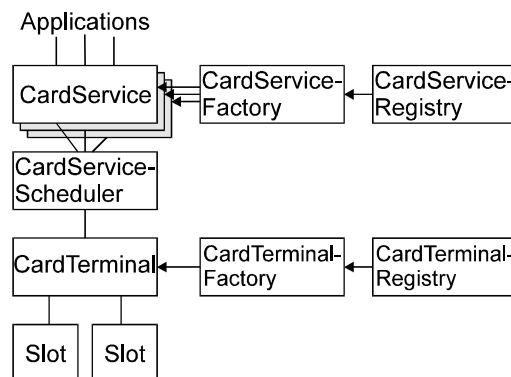 Applications
CardService
CardService-
Factory
CardService-
Registry
CardService-
Scheduler
CardTerminal
CardTerminal-
Factory
CardTerminal-
Registry
Slot
Slot